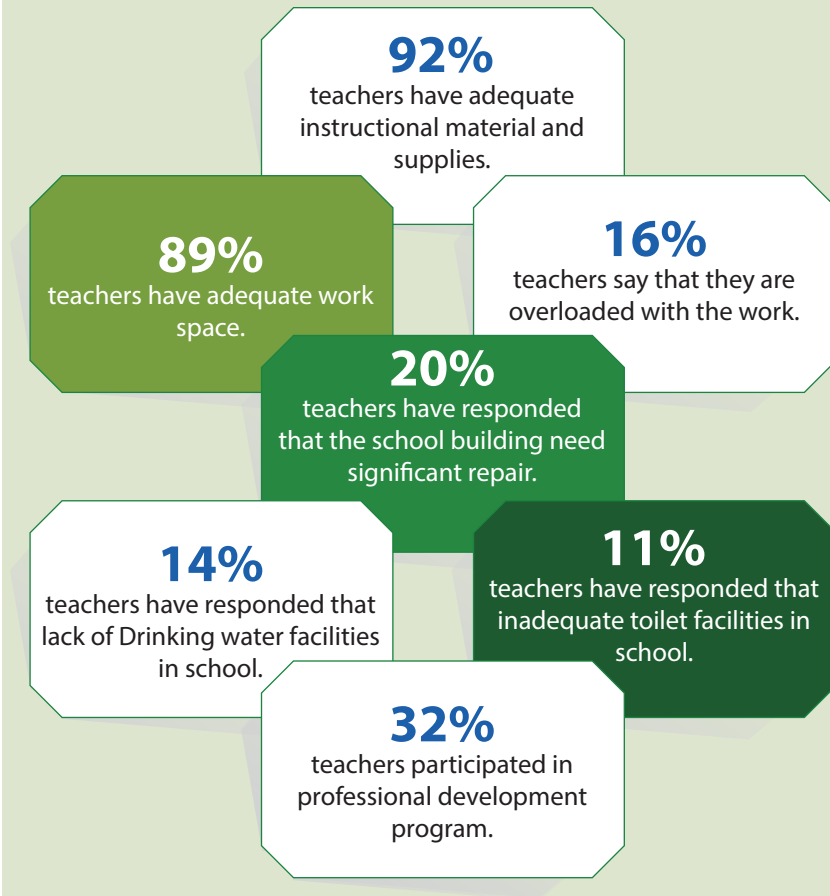 92%
teachers have adequate
instructional material and
supplies.
89%
teachers have adequate work
space.
16%
teachers say that they are
overloaded with the work.
20%
teachers have responded
that the school building need
significant repair.
14%
teachers have responded that
lack of Drinking water facilities
in school.
11%
teachers have responded that
inadequate toilet facilities in
school.
32%
teachers participated in
professional development
program.